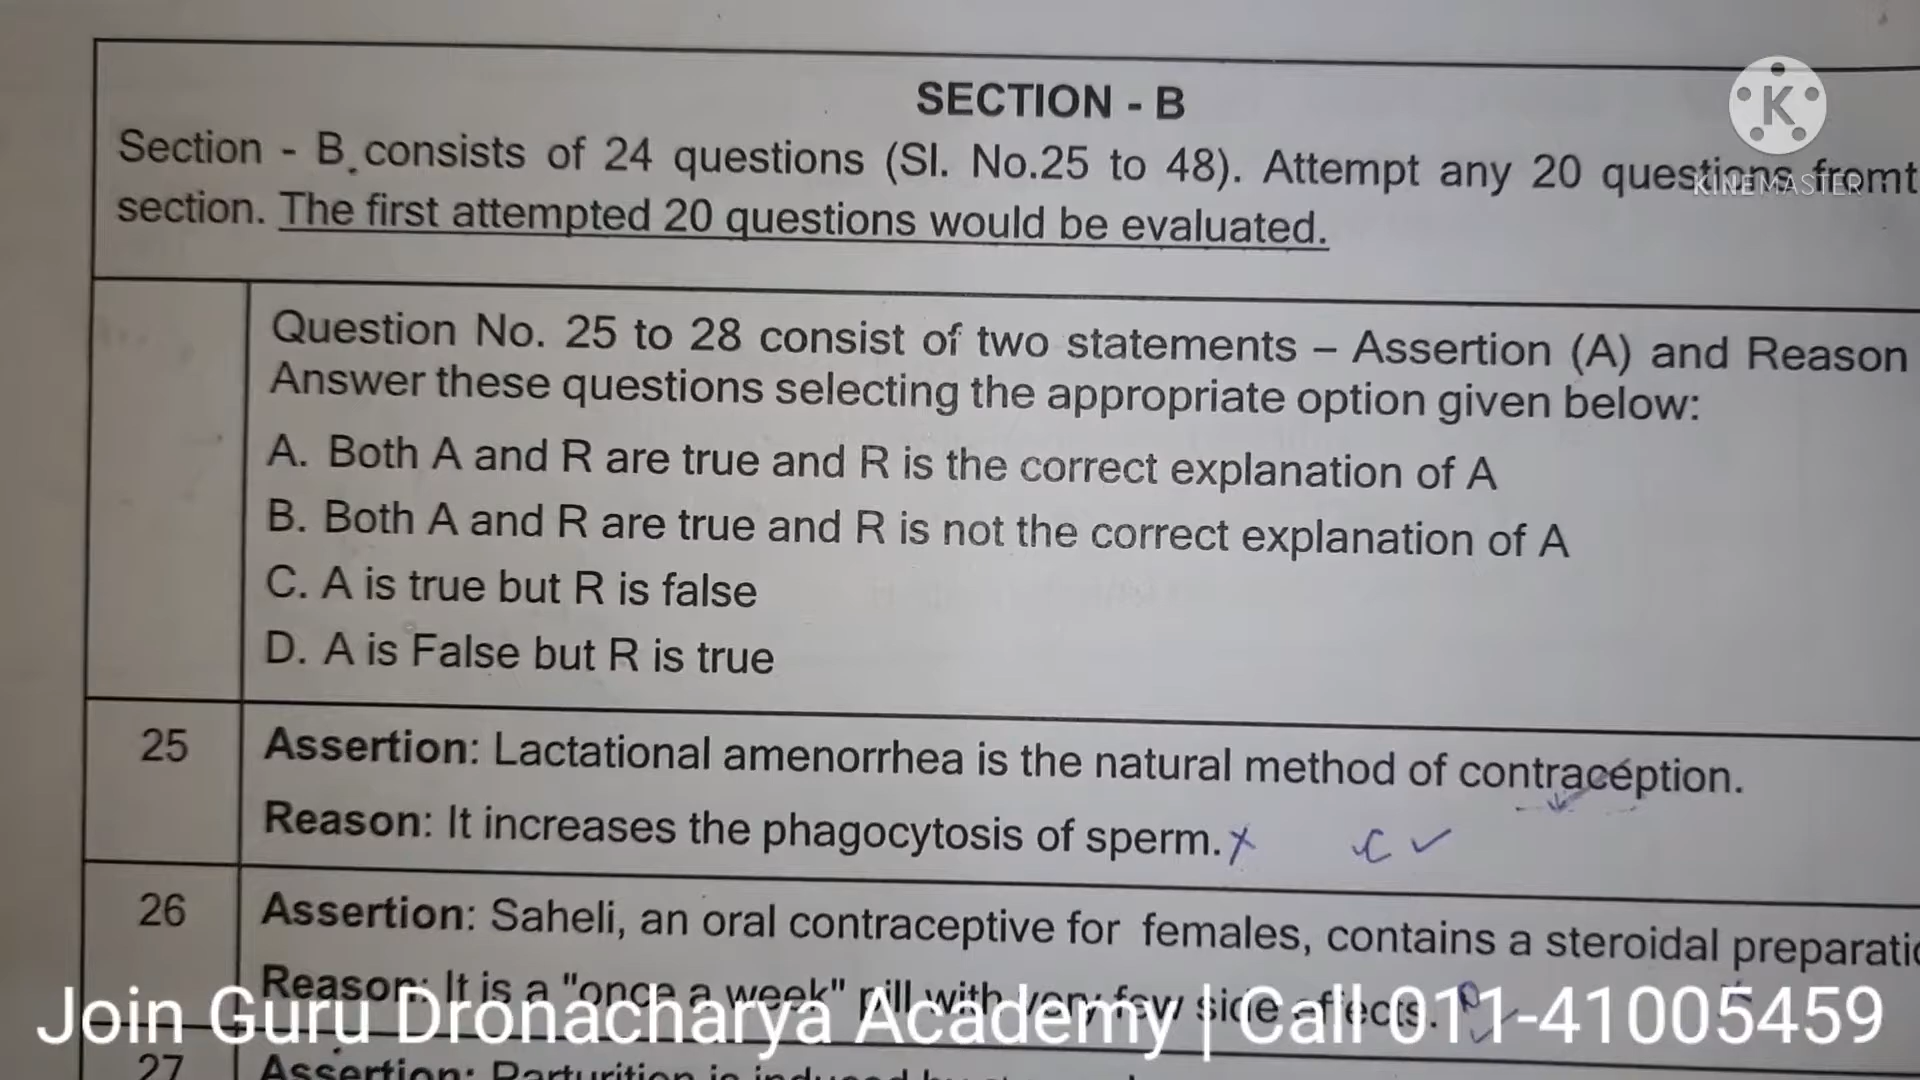 SECTION - B
Section - B consists of 24 questions (Sl. No.25 to 48). Attempt any 20 questions fromt
section. The first attempted 20 questions would be evaluated.
K
KINEMASTER
Question No. 25 to 28 consist of two statements – Assertion (A) and Reason
Answer these questions selecting the appropriate option given below:
A. Both A and R are true and R is the correct explanation of A
B. Both A and R are true and R is not the correct explanation of A
C. A is true but R is false
D. A is False but R is true
25 Assertion: Lactational amenorrhea is the natural method of contraception.
Reason: It increases the phagocytosis of sperm. x C ✓
26 Assertion: Saheli, an oral contraceptive for females, contains a steroidal preparatio
Reason: It is a "once a week" pill with very few side effects.
Join Guru Dronacharya Academy | Call 011-41005459
27 Assertion: Parturition is induced by